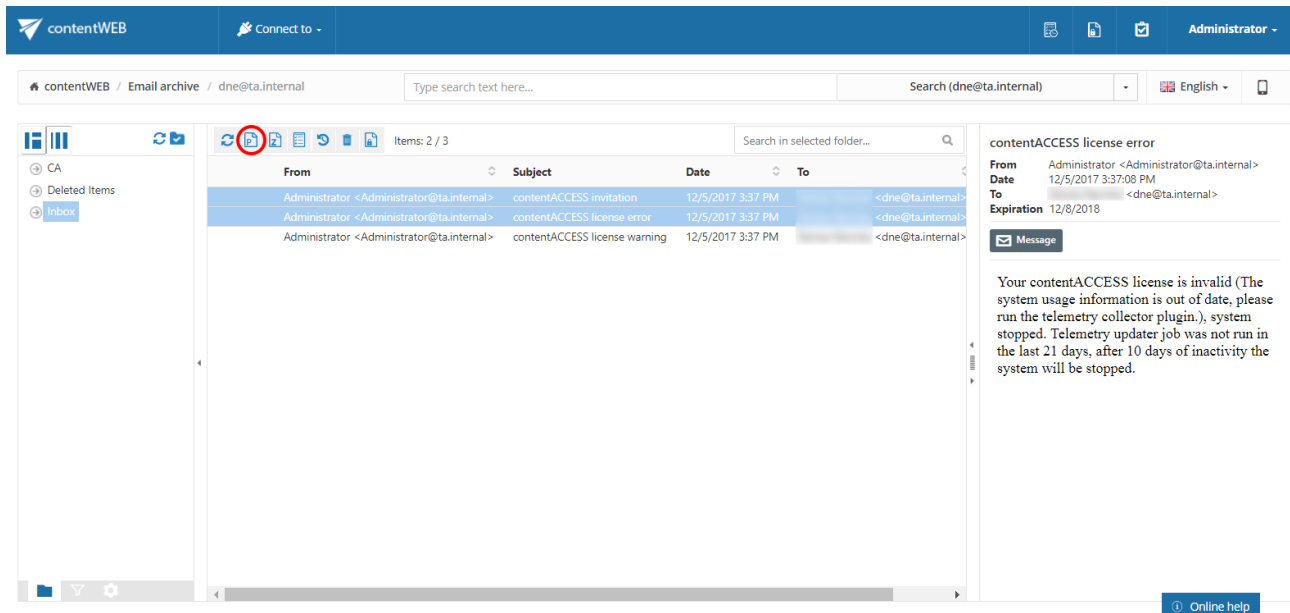 contentWEB
Connect to
Administrator
contentWEB / Email archive / dne@ta.internal
Type search text here...
Search (dne@ta.internal)
English
CA
Deleted Items
Inbox
P
Z
Items: 2 / 3
Search in selected folder...
From Subject Date To
Administrator <Administrator@ta.internal> contentACCESS invitation 12/5/2017 3:37 PM <dne@ta.internal>
Administrator <Administrator@ta.internal> contentACCESS license error 12/5/2017 3:37 PM <dne@ta.internal>
Administrator <Administrator@ta.internal> contentACCESS license warning 12/5/2017 3:37 PM <dne@ta.internal>
contentACCESS license error
From Administrator <Administrator@ta.internal>
Date 12/5/2017 3:37:08 PM
To <dne@ta.internal>
Expiration 12/8/2018
Message
Your contentACCESS license is invalid (The
system usage information is out of date, please
run the telemetry collector plugin.), system
stopped. Telemetry updater job was not run in
the last 21 days, after 10 days of inactivity the
system will be stopped.
Online help